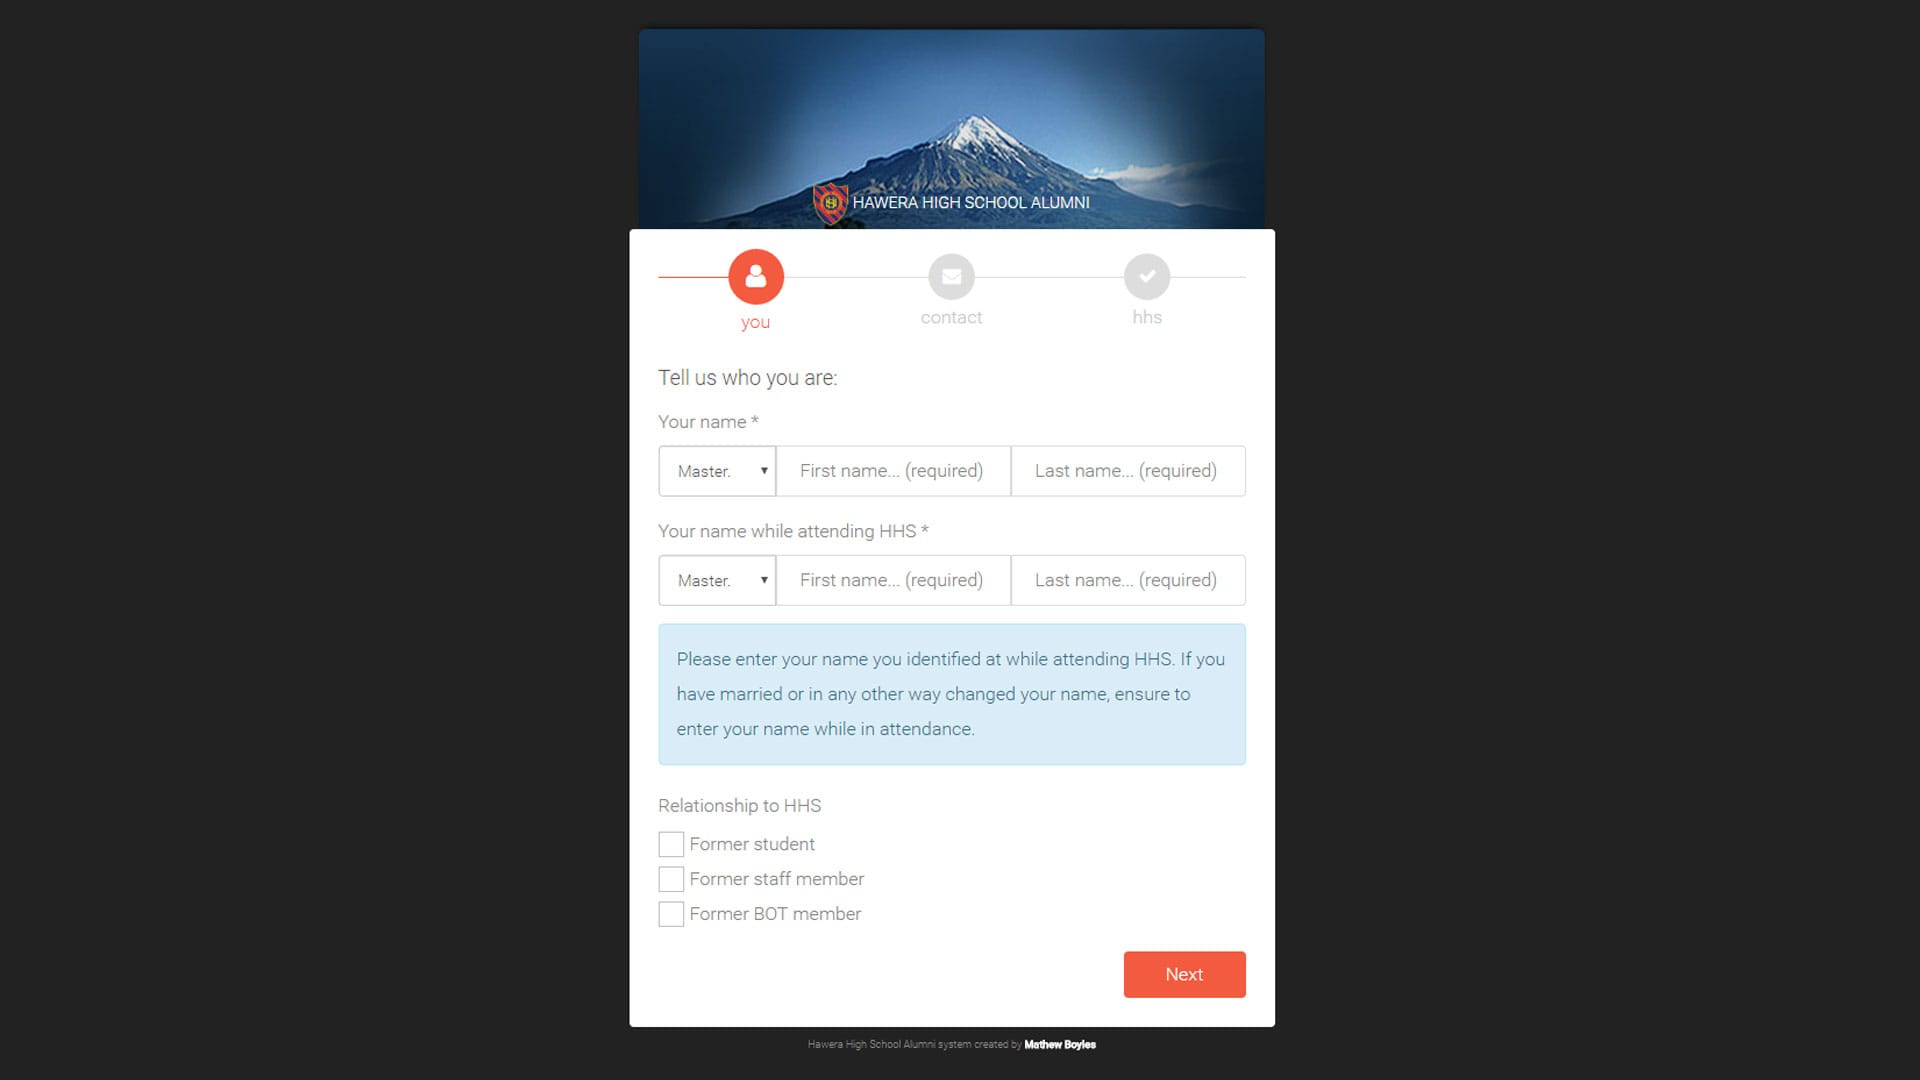 HAWERA HIGH SCHOOL ALUMNI
you
contact
hhs
Tell us who you are:
Your name *
Master.
First name... (required)
Last name... (required)
Your name while attending HHS *
Master.
First name... (required)
Last name... (required)
Please enter your name you identified at while attending HHS. If you
have married or in any other way changed your name, ensure to
enter your name while in attendance.
Relationship to HHS
Former student
Former staff member
Former BOT member
Next
Hawera High School Alumni system created by Mathew Boyles